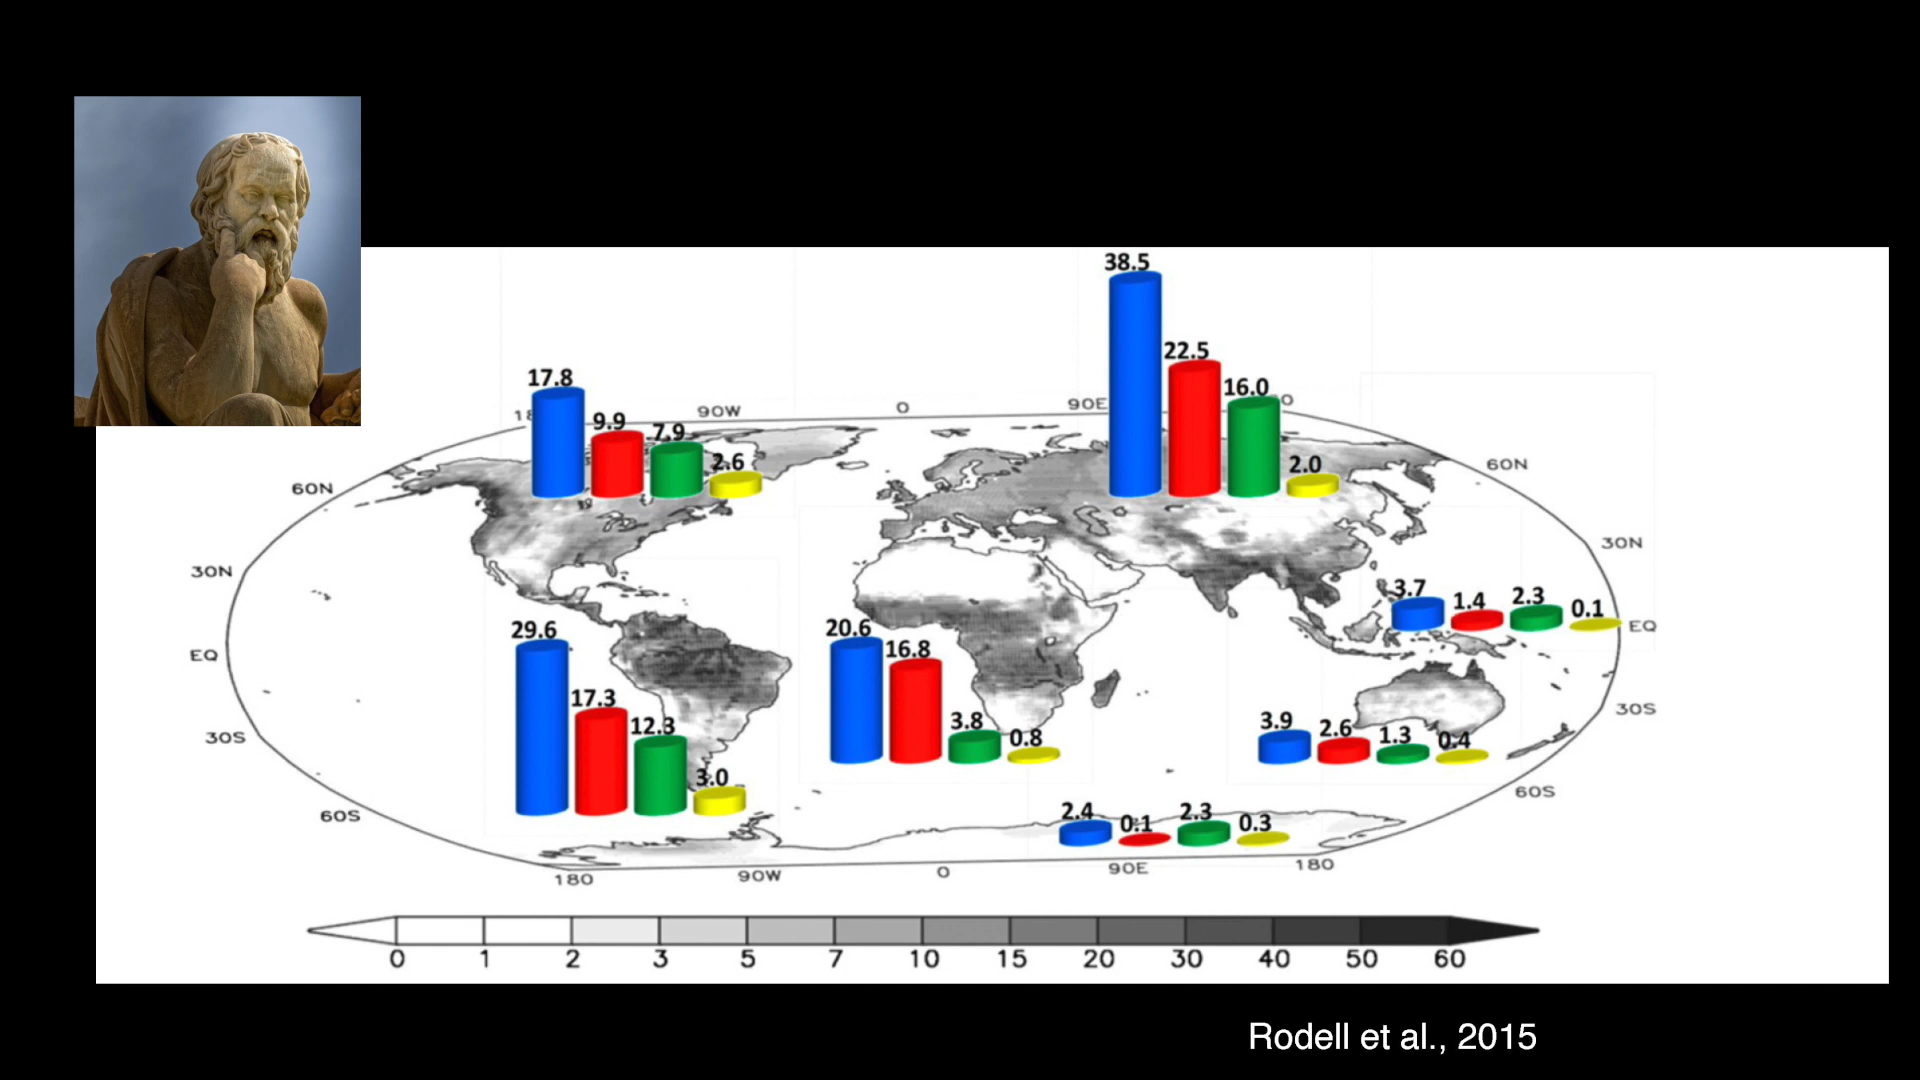 38.5
22.5
17.8
16.0
9.9
7.9
90W
0
90E
2.6
2.0
60N
60N
30N
30N
3.7
1.4
2.3
0.1
29.6
20.6
16.8
EQ
EQ
17.3
12.3
3.8
0.8
3.9
2.6
1.3
0.4
30S
30S
3.0
60S
60S
2.4
0.1
2.3
0.3
180
90W
0
90E
180
0 1 2 3 5 7 10 15 20 30 40 50 60
Rodell et al., 2015